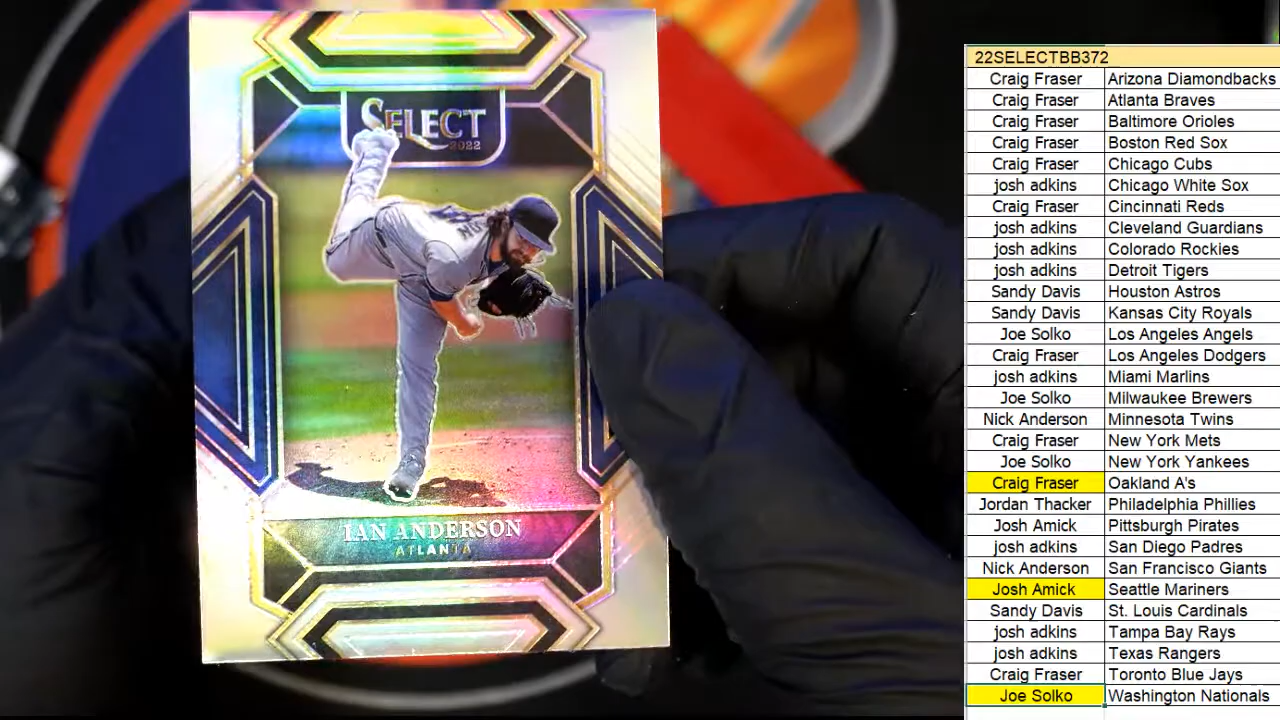 SELECT
2022
IAN ANDERSON
ATLANTA
22SELECTBB372
Craig Fraser Arizona Diamondbacks
Craig Fraser Atlanta Braves
Craig Fraser Baltimore Orioles
Craig Fraser Boston Red Sox
Craig Fraser Chicago Cubs
josh adkins Chicago White Sox
Craig Fraser Cincinnati Reds
josh adkins Cleveland Guardians
josh adkins Colorado Rockies
josh adkins Detroit Tigers
Sandy Davis Houston Astros
Sandy Davis Kansas City Royals
Joe Solko Los Angeles Angels
Craig Fraser Los Angeles Dodgers
josh adkins Miami Marlins
Joe Solko Milwaukee Brewers
Nick Anderson Minnesota Twins
Craig Fraser New York Mets
Joe Solko New York Yankees
Craig Fraser Oakland A's
Jordan Thacker Philadelphia Phillies
Josh Amick Pittsburgh Pirates
josh adkins San Diego Padres
Nick Anderson San Francisco Giants
Josh Amick Seattle Mariners
Sandy Davis St. Louis Cardinals
josh adkins Tampa Bay Rays
josh adkins Texas Rangers
Craig Fraser Toronto Blue Jays
Joe Solko Washington Nationals